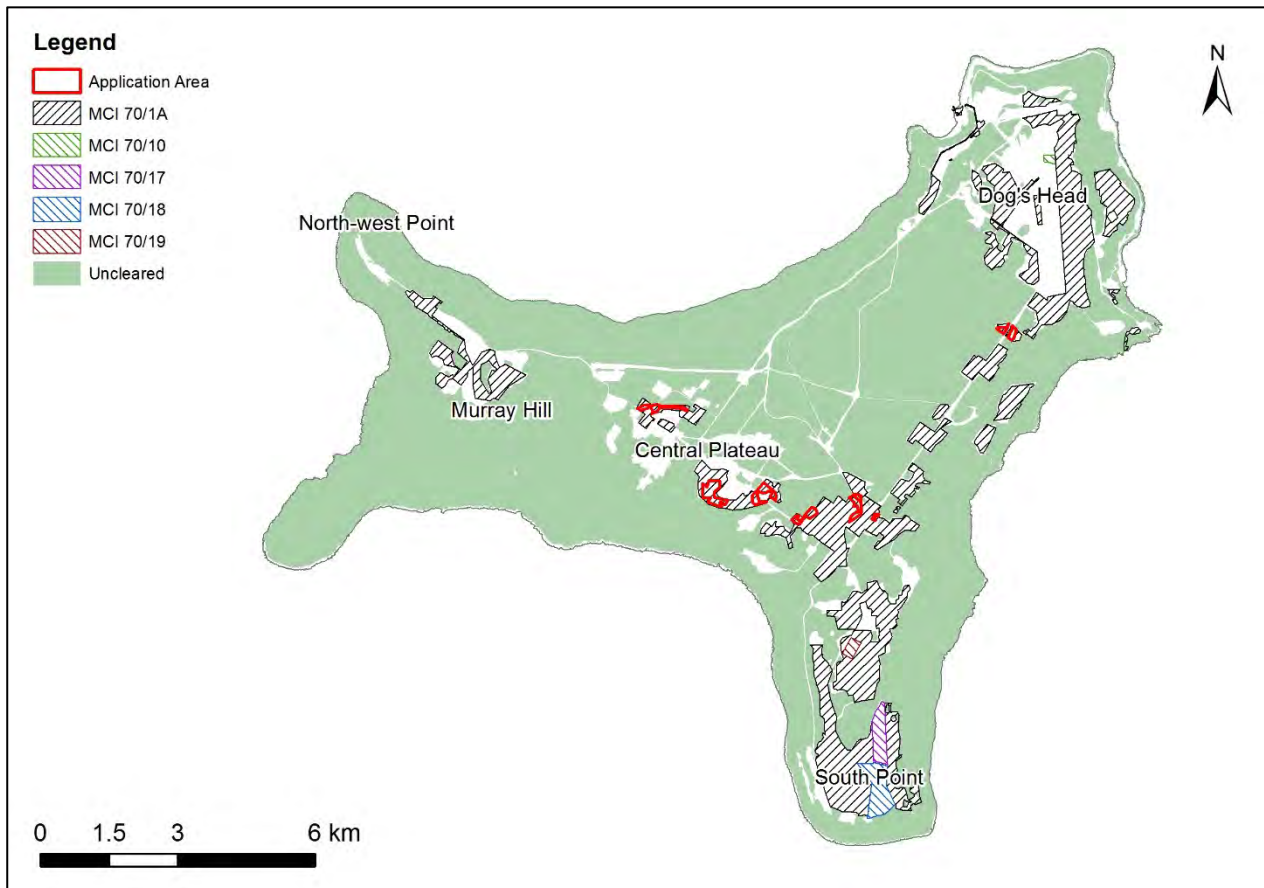 Legend
Application Area
MCI 70/1A
MCI 70/10
MCI 70/17
MCI 70/18
MCI 70/19
Uncleared
N
North-west Point
Dog's Head
Murray Hill
Central Plateau
South Point
0 1.5 3 6 km